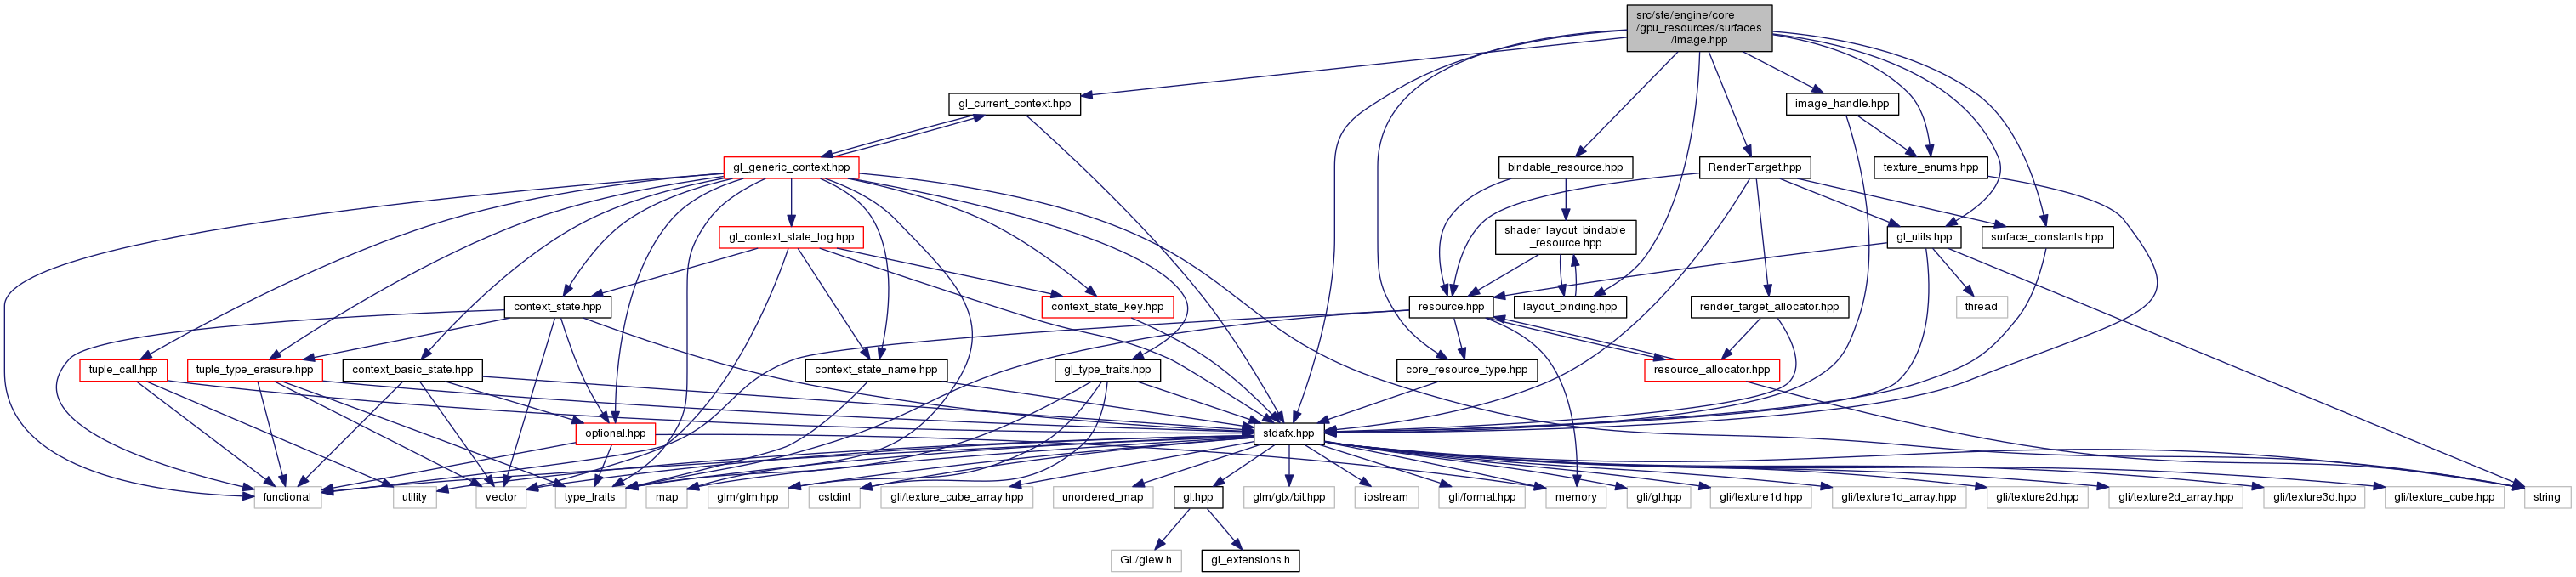 src/ste/engine/core
/gpu_resources/surfaces
/image.hpp
gl_current_context.hpp
image_handle.hpp
gl_generic_context.hpp
bindable_resource.hpp
RenderTarget.hpp
texture_enums.hpp
gl_context_state_log.hpp
shader_layout_bindable
_resource.hpp
gl_utils.hpp
surface_constants.hpp
context_state.hpp
context_state_key.hpp
resource.hpp
layout_binding.hpp
render_target_allocator.hpp
thread
tuple_call.hpp
tuple_type_erasure.hpp
context_basic_state.hpp
context_state_name.hpp
gl_type_traits.hpp
core_resource_type.hpp
resource_allocator.hpp
optional.hpp
stdafx.hpp
functional
utility
vector
type_traits
map
glm/glm.hpp
cstdint
gli/texture_cube_array.hpp
unordered_map
gl.hpp
glm/gtx/bit.hpp
iostream
gli/format.hpp
memory
gli/gl.hpp
gli/texture1d.hpp
gli/texture1d_array.hpp
gli/texture2d.hpp
gli/texture2d_array.hpp
gli/texture3d.hpp
gli/texture_cube.hpp
string
GL/glew.h
gl_extensions.h